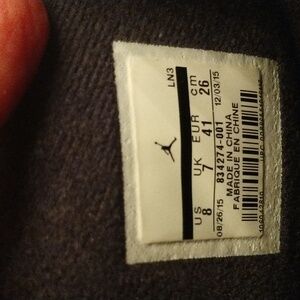 US UK EUR cm LN3
8 7 41 26
08/26/15 834274-001 12/03/15
MADE IN CHINA
FABRIQUE EN CHINE